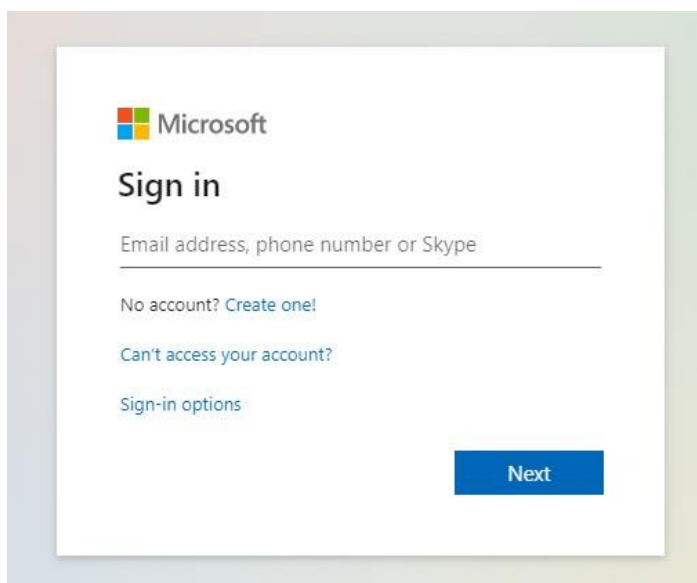 Microsoft
Sign in
Email address, phone number or Skype
No account? Create one!
Can't access your account?
Sign-in options
Next